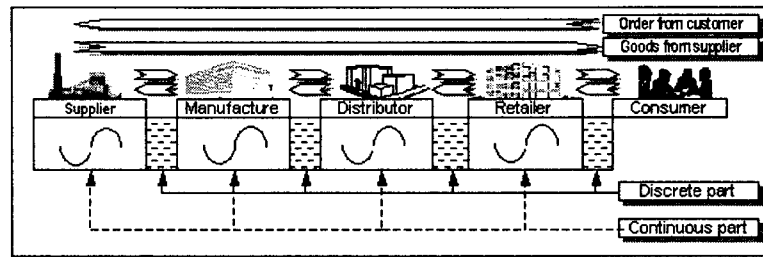 Order from customer
Goods from supplier
Supplier Manufacture Distributor Retailer Consumer
Discrete part
Continuous part